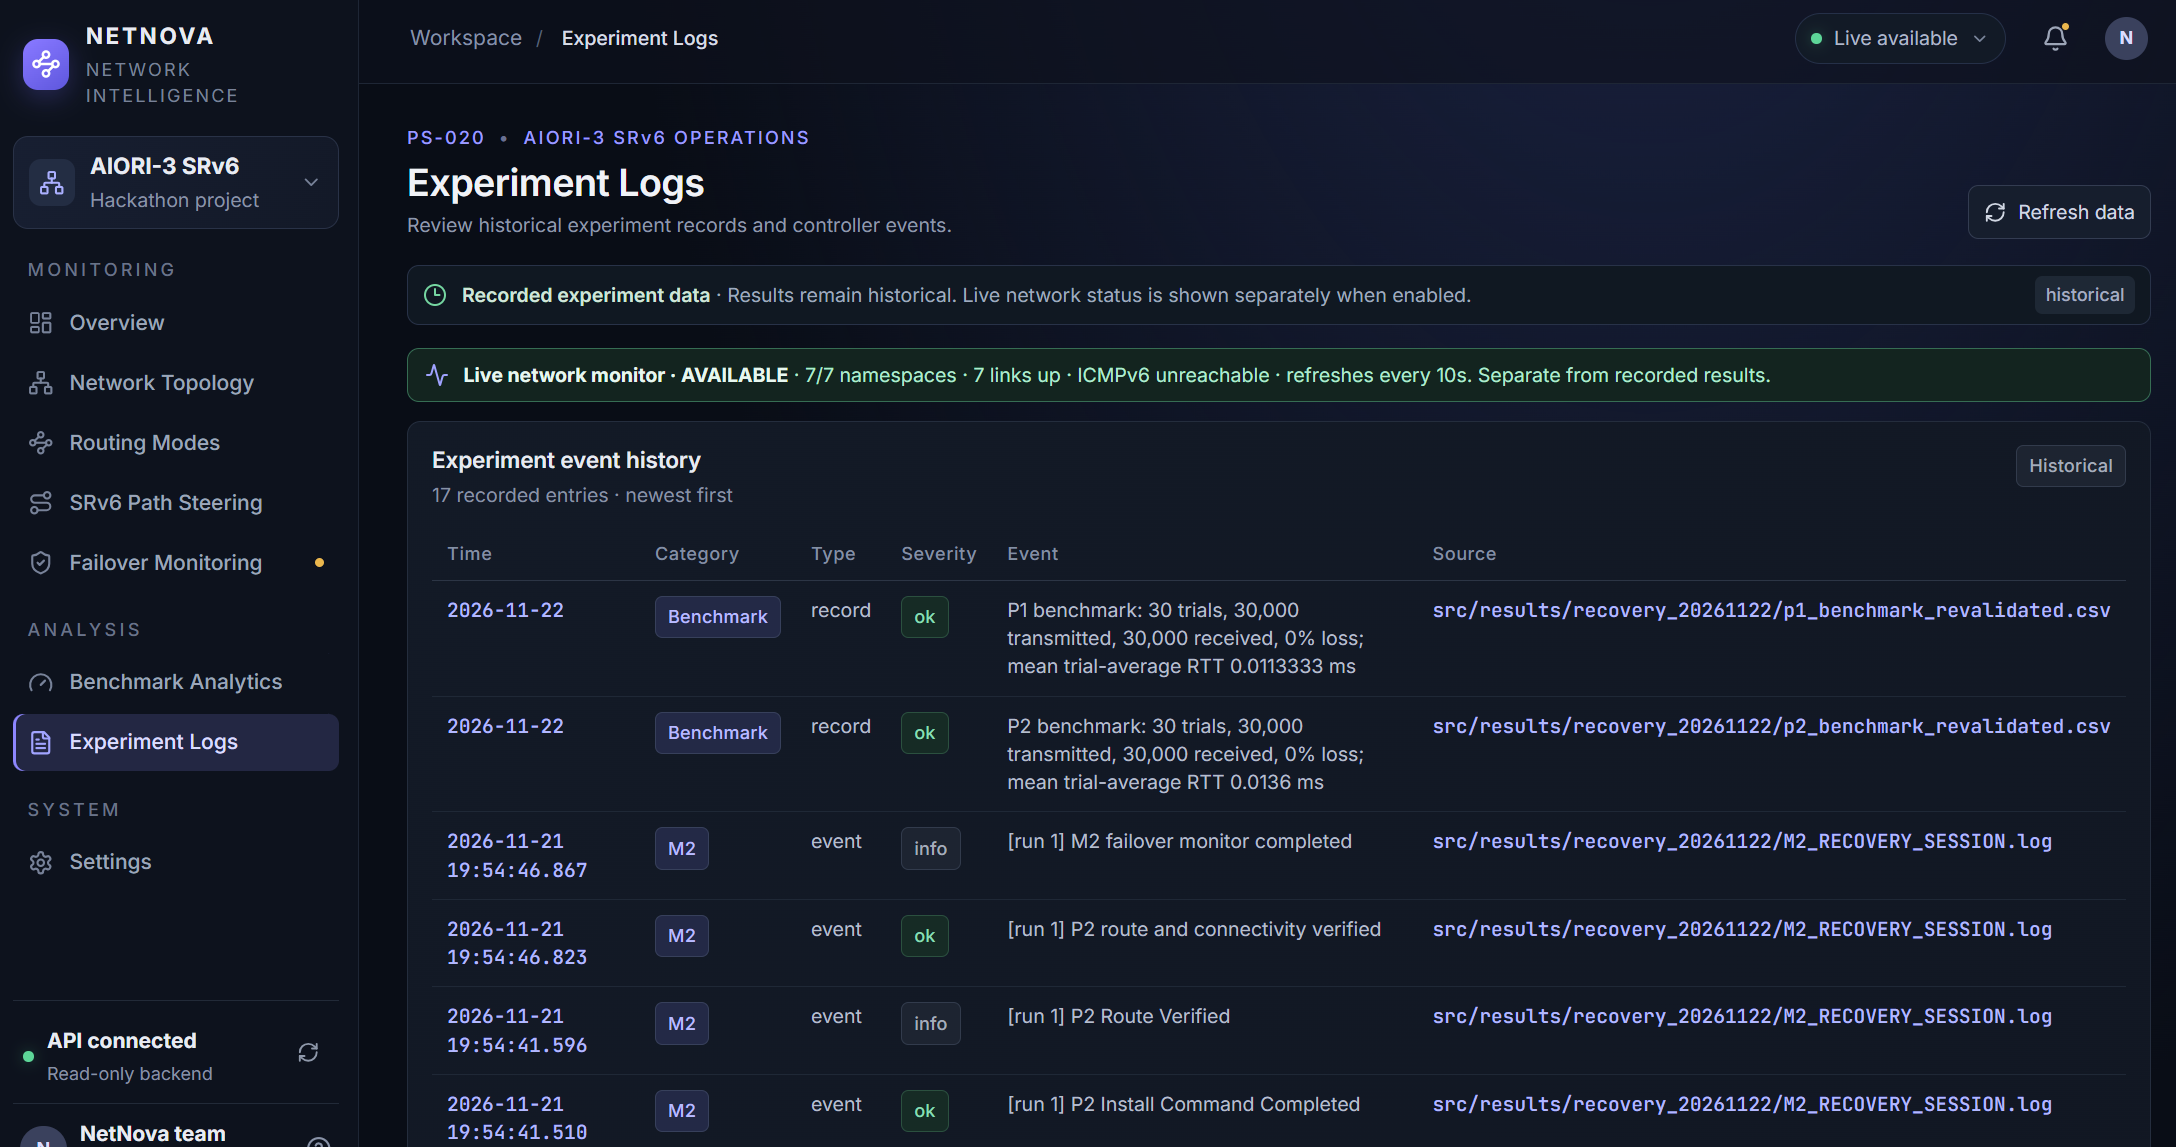 NETNOVA
NETWORK
INTELLIGENCE
AIORI-3 SRv6
Hackathon project
MONITORING
Overview
Network Topology
Routing Modes
SRv6 Path Steering
Failover Monitoring
ANALYSIS
Benchmark Analytics
Experiment Logs
SYSTEM
Settings
API connected
Read-only backend
N
NetNova team
Workspace / Experiment Logs
Live available
N
PS-020 • AIORI-3 SRv6 OPERATIONS
Experiment Logs
Review historical experiment records and controller events.
Refresh data
Recorded experiment data · Results remain historical. Live network status is shown separately when enabled.
historical
Live network monitor · AVAILABLE · 7/7 namespaces · 7 links up · ICMPv6 unreachable · refreshes every 10s. Separate from recorded results.
Experiment event history
Historical
17 recorded entries · newest first
Time Category Type Severity Event Source
2026-11-22 Benchmark record ok P1 benchmark: 30 trials, 30,000 src/results/recovery_20261122/p1_benchmark_revalidated.csv
transmitted, 30,000 received, 0% loss;
mean trial-average RTT 0.0113333 ms
2026-11-22 Benchmark record ok P2 benchmark: 30 trials, 30,000 src/results/recovery_20261122/p2_benchmark_revalidated.csv
transmitted, 30,000 received, 0% loss;
mean trial-average RTT 0.0136 ms
2026-11-21 M2 event info [run 1] M2 failover monitor completed src/results/recovery_20261122/M2_RECOVERY_SESSION.log
19:54:46.867
2026-11-21 M2 event ok [run 1] P2 route and connectivity verified src/results/recovery_20261122/M2_RECOVERY_SESSION.log
19:54:46.823
2026-11-21 M2 event info [run 1] P2 Route Verified src/results/recovery_20261122/M2_RECOVERY_SESSION.log
19:54:41.596
2026-11-21 M2 event ok [run 1] P2 Install Command Completed src/results/recovery_20261122/M2_RECOVERY_SESSION.log
19:54:41.510